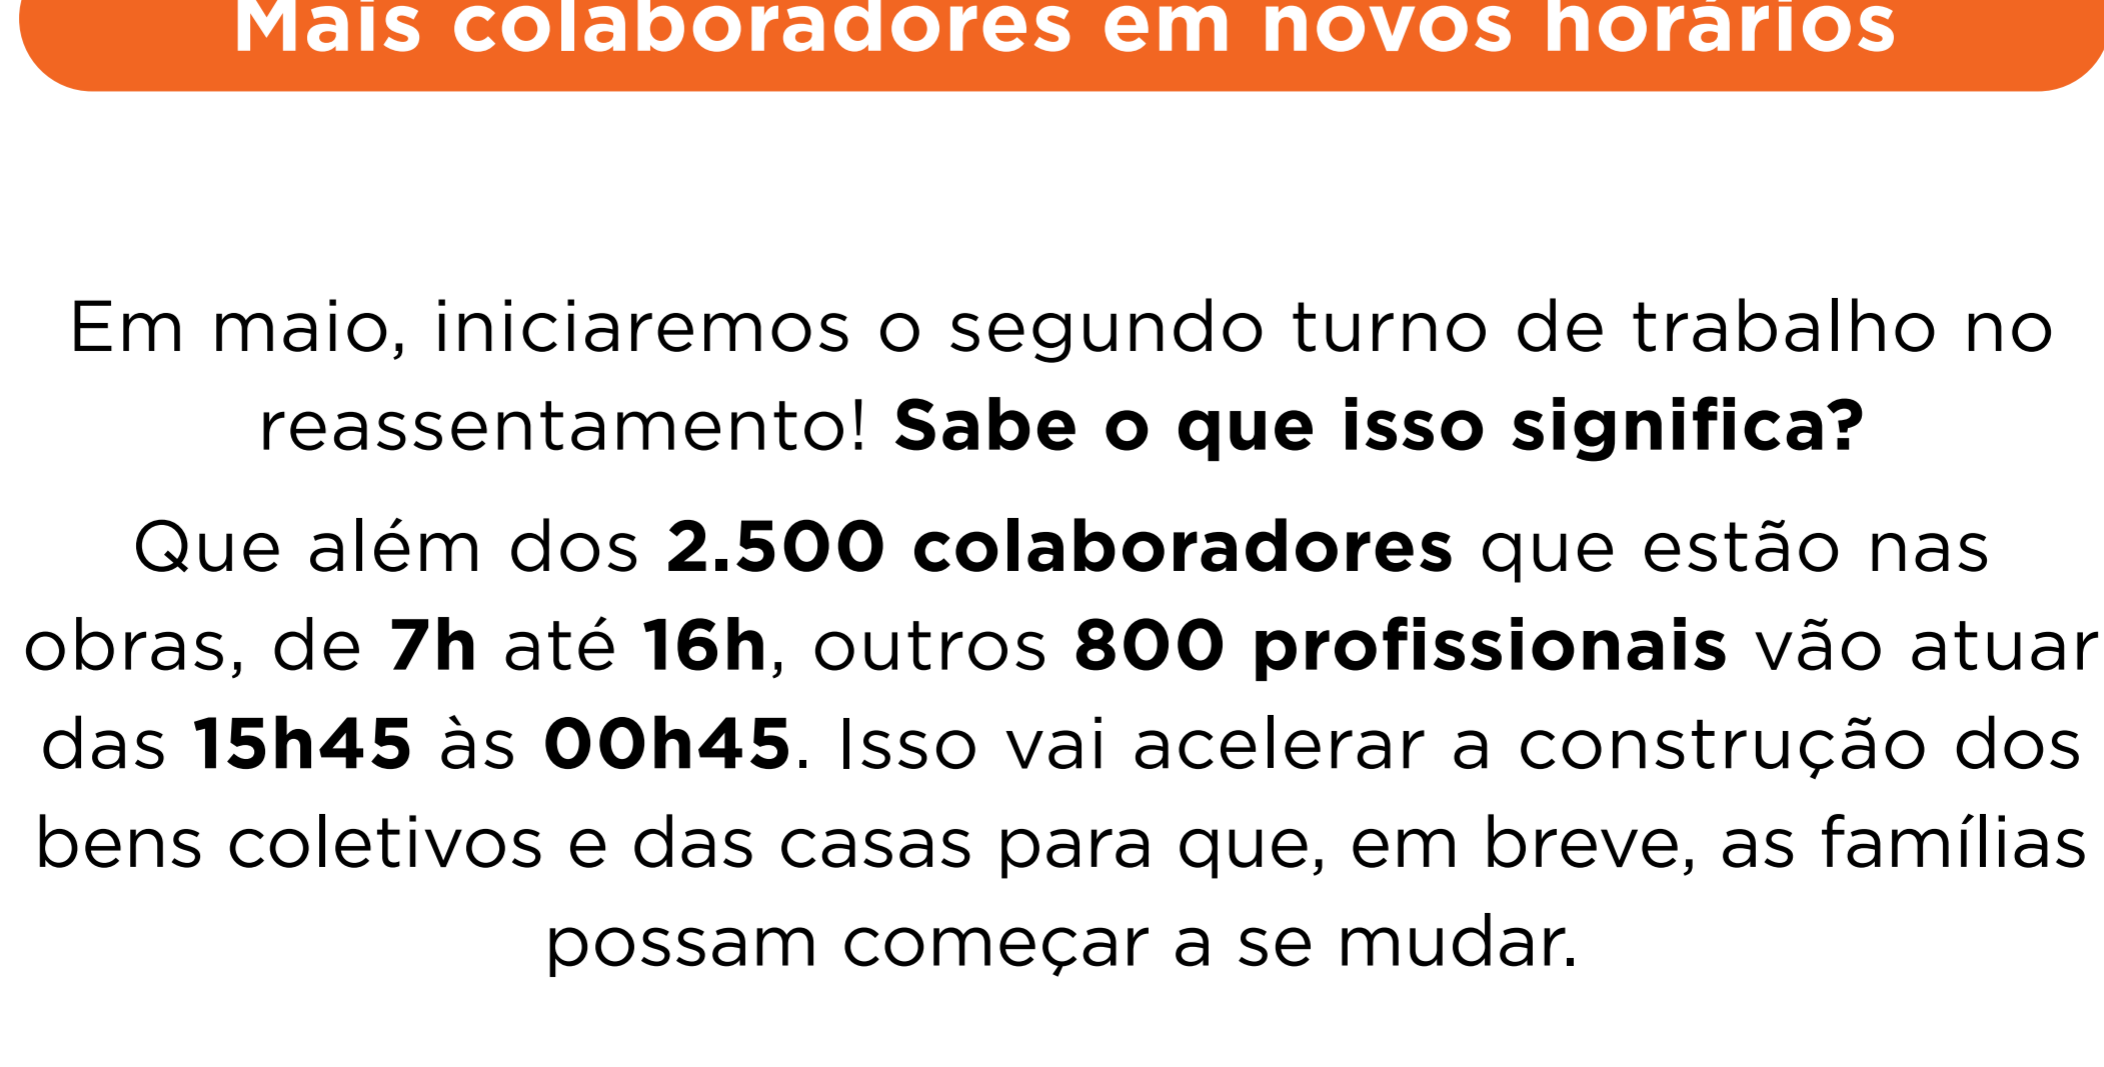 Mais colaboradores em novos horários
Em maio, iniciaremos o segundo turno de trabalho no
reassentamento! Sabe o que isso significa?
Que além dos 2.500 colaboradores que estão nas
obras, de 7h até 16h, outros 800 profissionais vão atuar
das 15h45 às 00h45. Isso vai acelerar a construção dos
bens coletivos e das casas para que, em breve, as famílias
possam começar a se mudar.